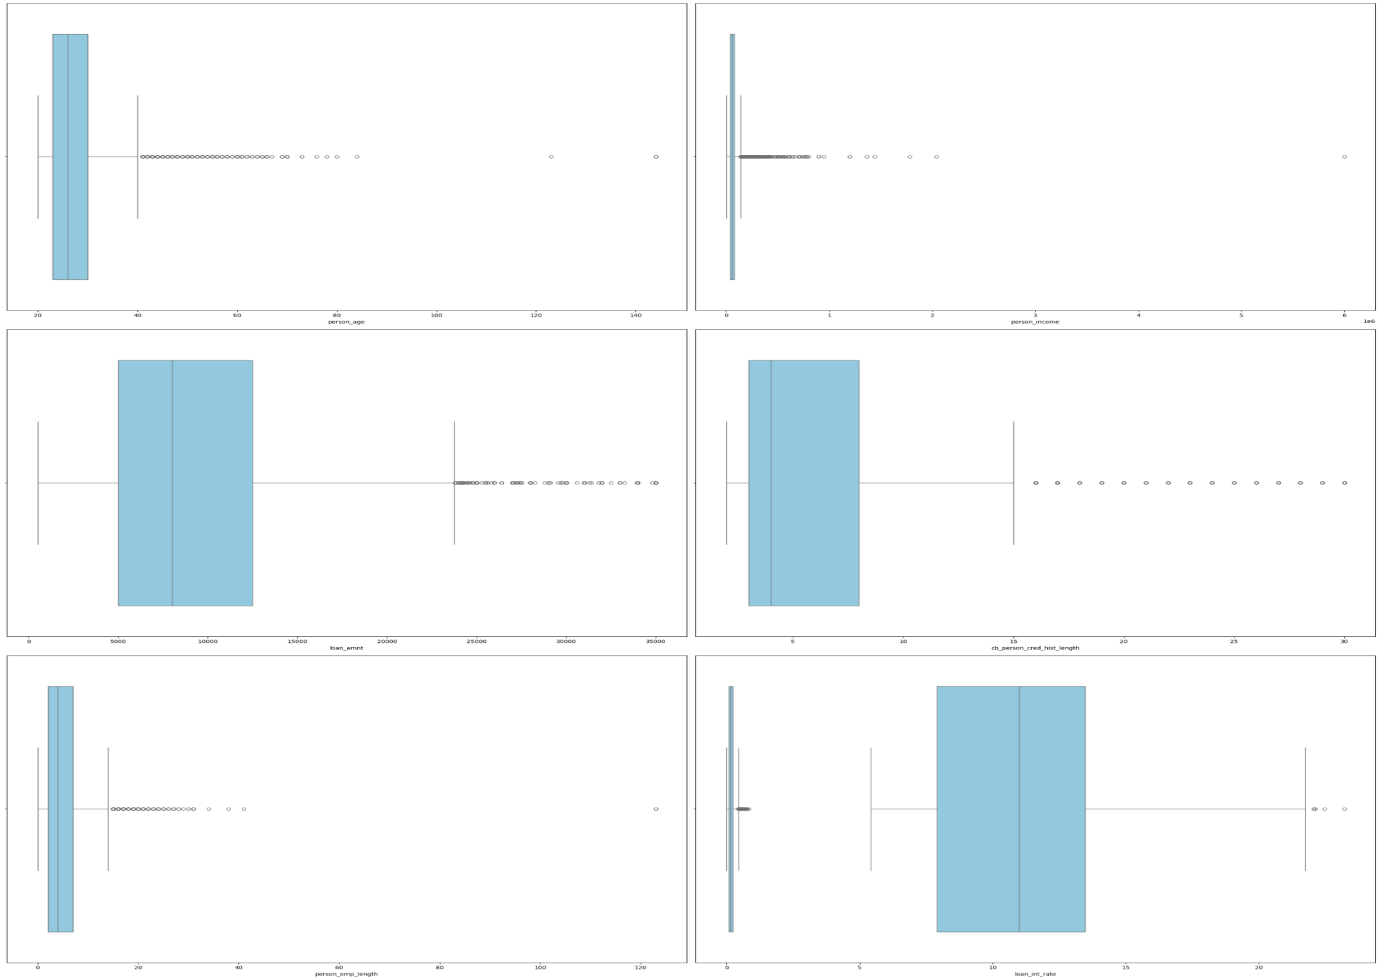 20 40 60 80 100 120 140
person_age
0 1 2 3 4 5 6
1e6
person_income
0 5000 10000 15000 20000 25000 30000 35000
loan_amnt
5 10 15 20 25 30
cb_person_cred_hist_length
0 20 40 60 80 100 120
person_emp_length
0 5 10 15 20
loan_int_rate